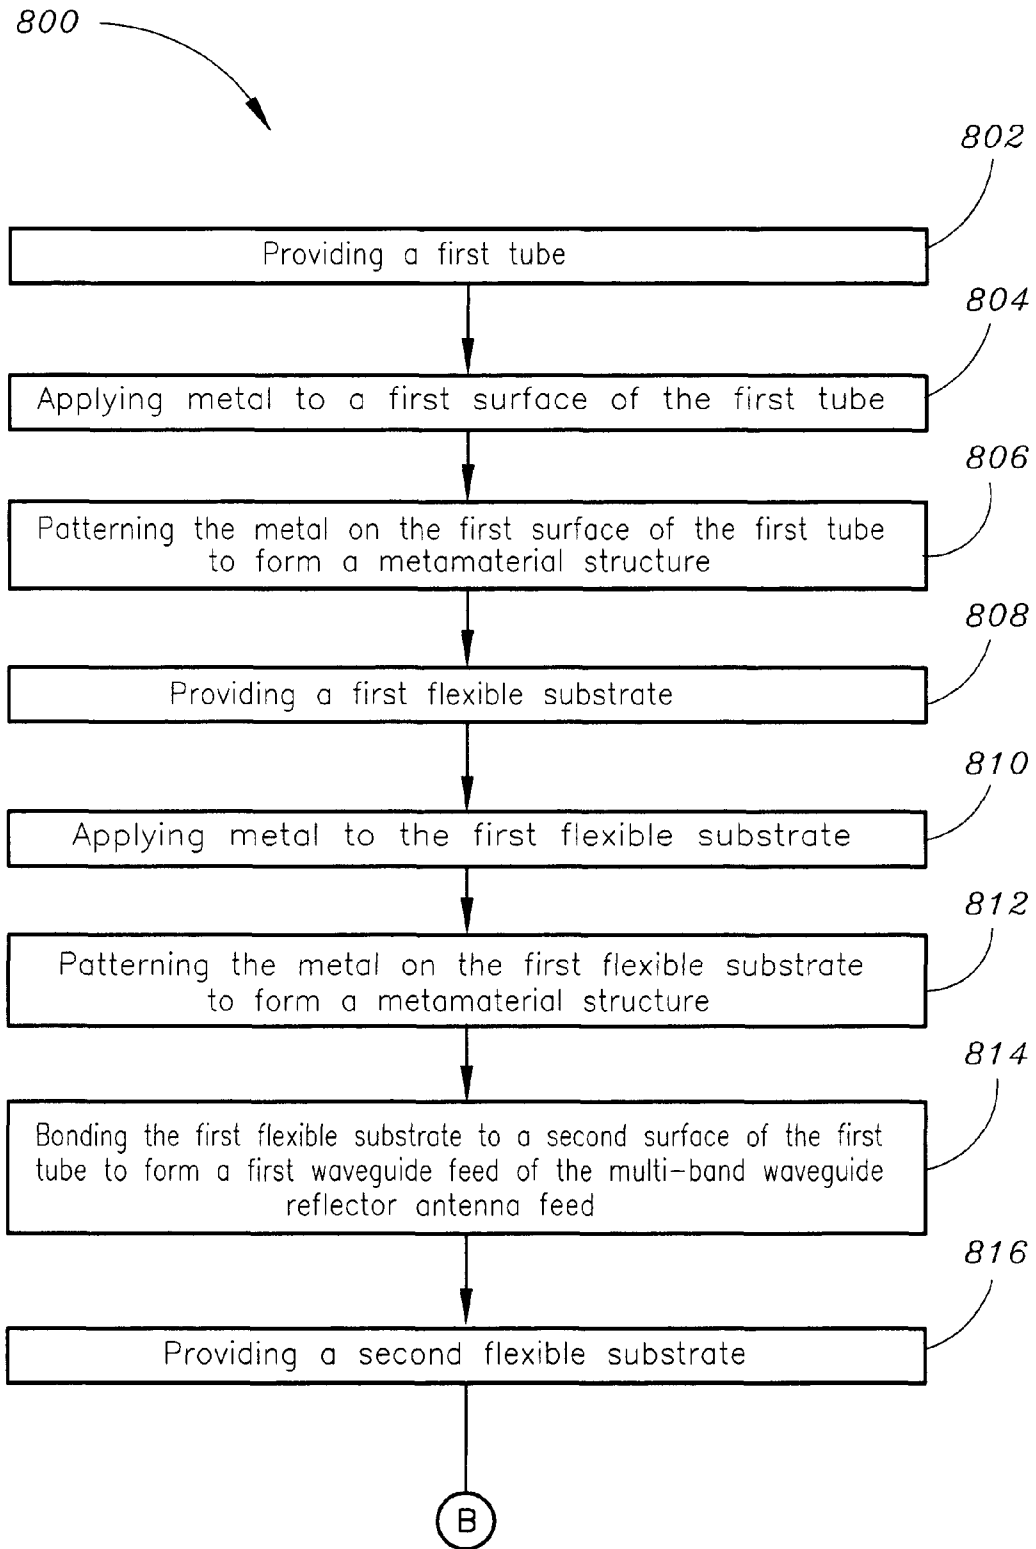 800
802
Providing a first tube
804
Applying metal to a first surface of the first tube
806
Patterning the metal on the first surface of the first tube
to form a metamaterial structure
808
Providing a first flexible substrate
810
Applying metal to the first flexible substrate
812
Patterning the metal on the first flexible substrate
to form a metamaterial structure
814
Bonding the first flexible substrate to a second surface of the first
tube to form a first waveguide feed of the multi-band waveguide
reflector antenna feed
816
Providing a second flexible substrate
B